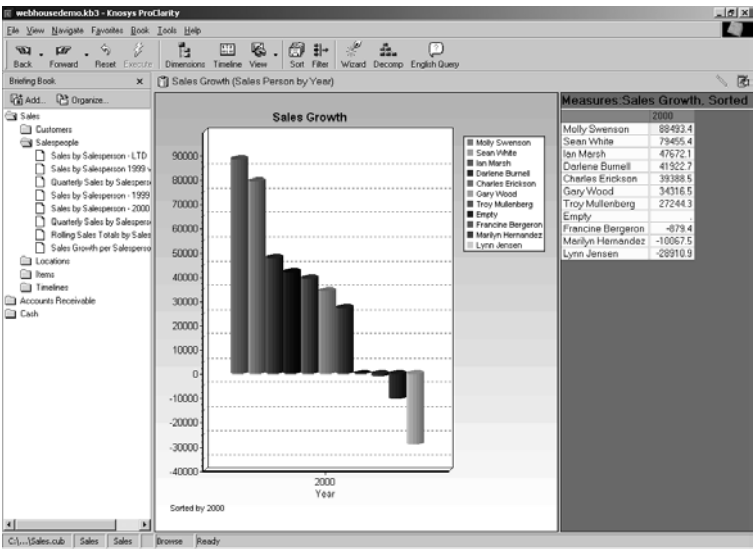 webhousedemo.kb3 - Knosys ProClarity
File View Navigate Favorites Book Tools Help
Back Forward Reset Execute Dimensions Timeline View Sort Filter Wizard Decomp English Query
Briefing Book x
Sales Growth (Sales Person by Year)
Add... Organize...
Sales
Customers
Salespeople
Sales by Salesperson - LTD
Sales by Salesperson 1999 v
Quarterly Sales by Salespers
Sales by Salesperson - 1999
Sales by Salesperson - 2000
Quarterly Sales by Salespers
Rolling Sales Totals by Sales
Sales Growth per Salesperso
Locations
Items
Timelines
Accounts Receivable
Cash
Sales Growth
90000
80000
70000
60000
50000
40000
30000
20000
10000
0
-10000
-20000
-30000
-40000
2000
Year
Sorted by 2000
Molly Swenson
Sean White
Ian Marsh
Darlene Burnell
Charles Erickson
Gary Wood
Troy Mullenberg
Empty
Francine Bergeron
Marilyn Hernandez
Lynn Jensen
Measures:Sales Growth, Sorted
2000
Molly Swenson 88493.4
Sean White 79455.4
Ian Marsh 47672.1
Darlene Burnell 41922.7
Charles Erickson 39388.5
Gary Wood 34316.5
Troy Mullenberg 27244.3
Empty .
Francine Bergeron -879.4
Marilyn Hernandez -10067.5
Lynn Jensen -28910.9
C:\...\Sales.cub Sales Sales Browse Ready